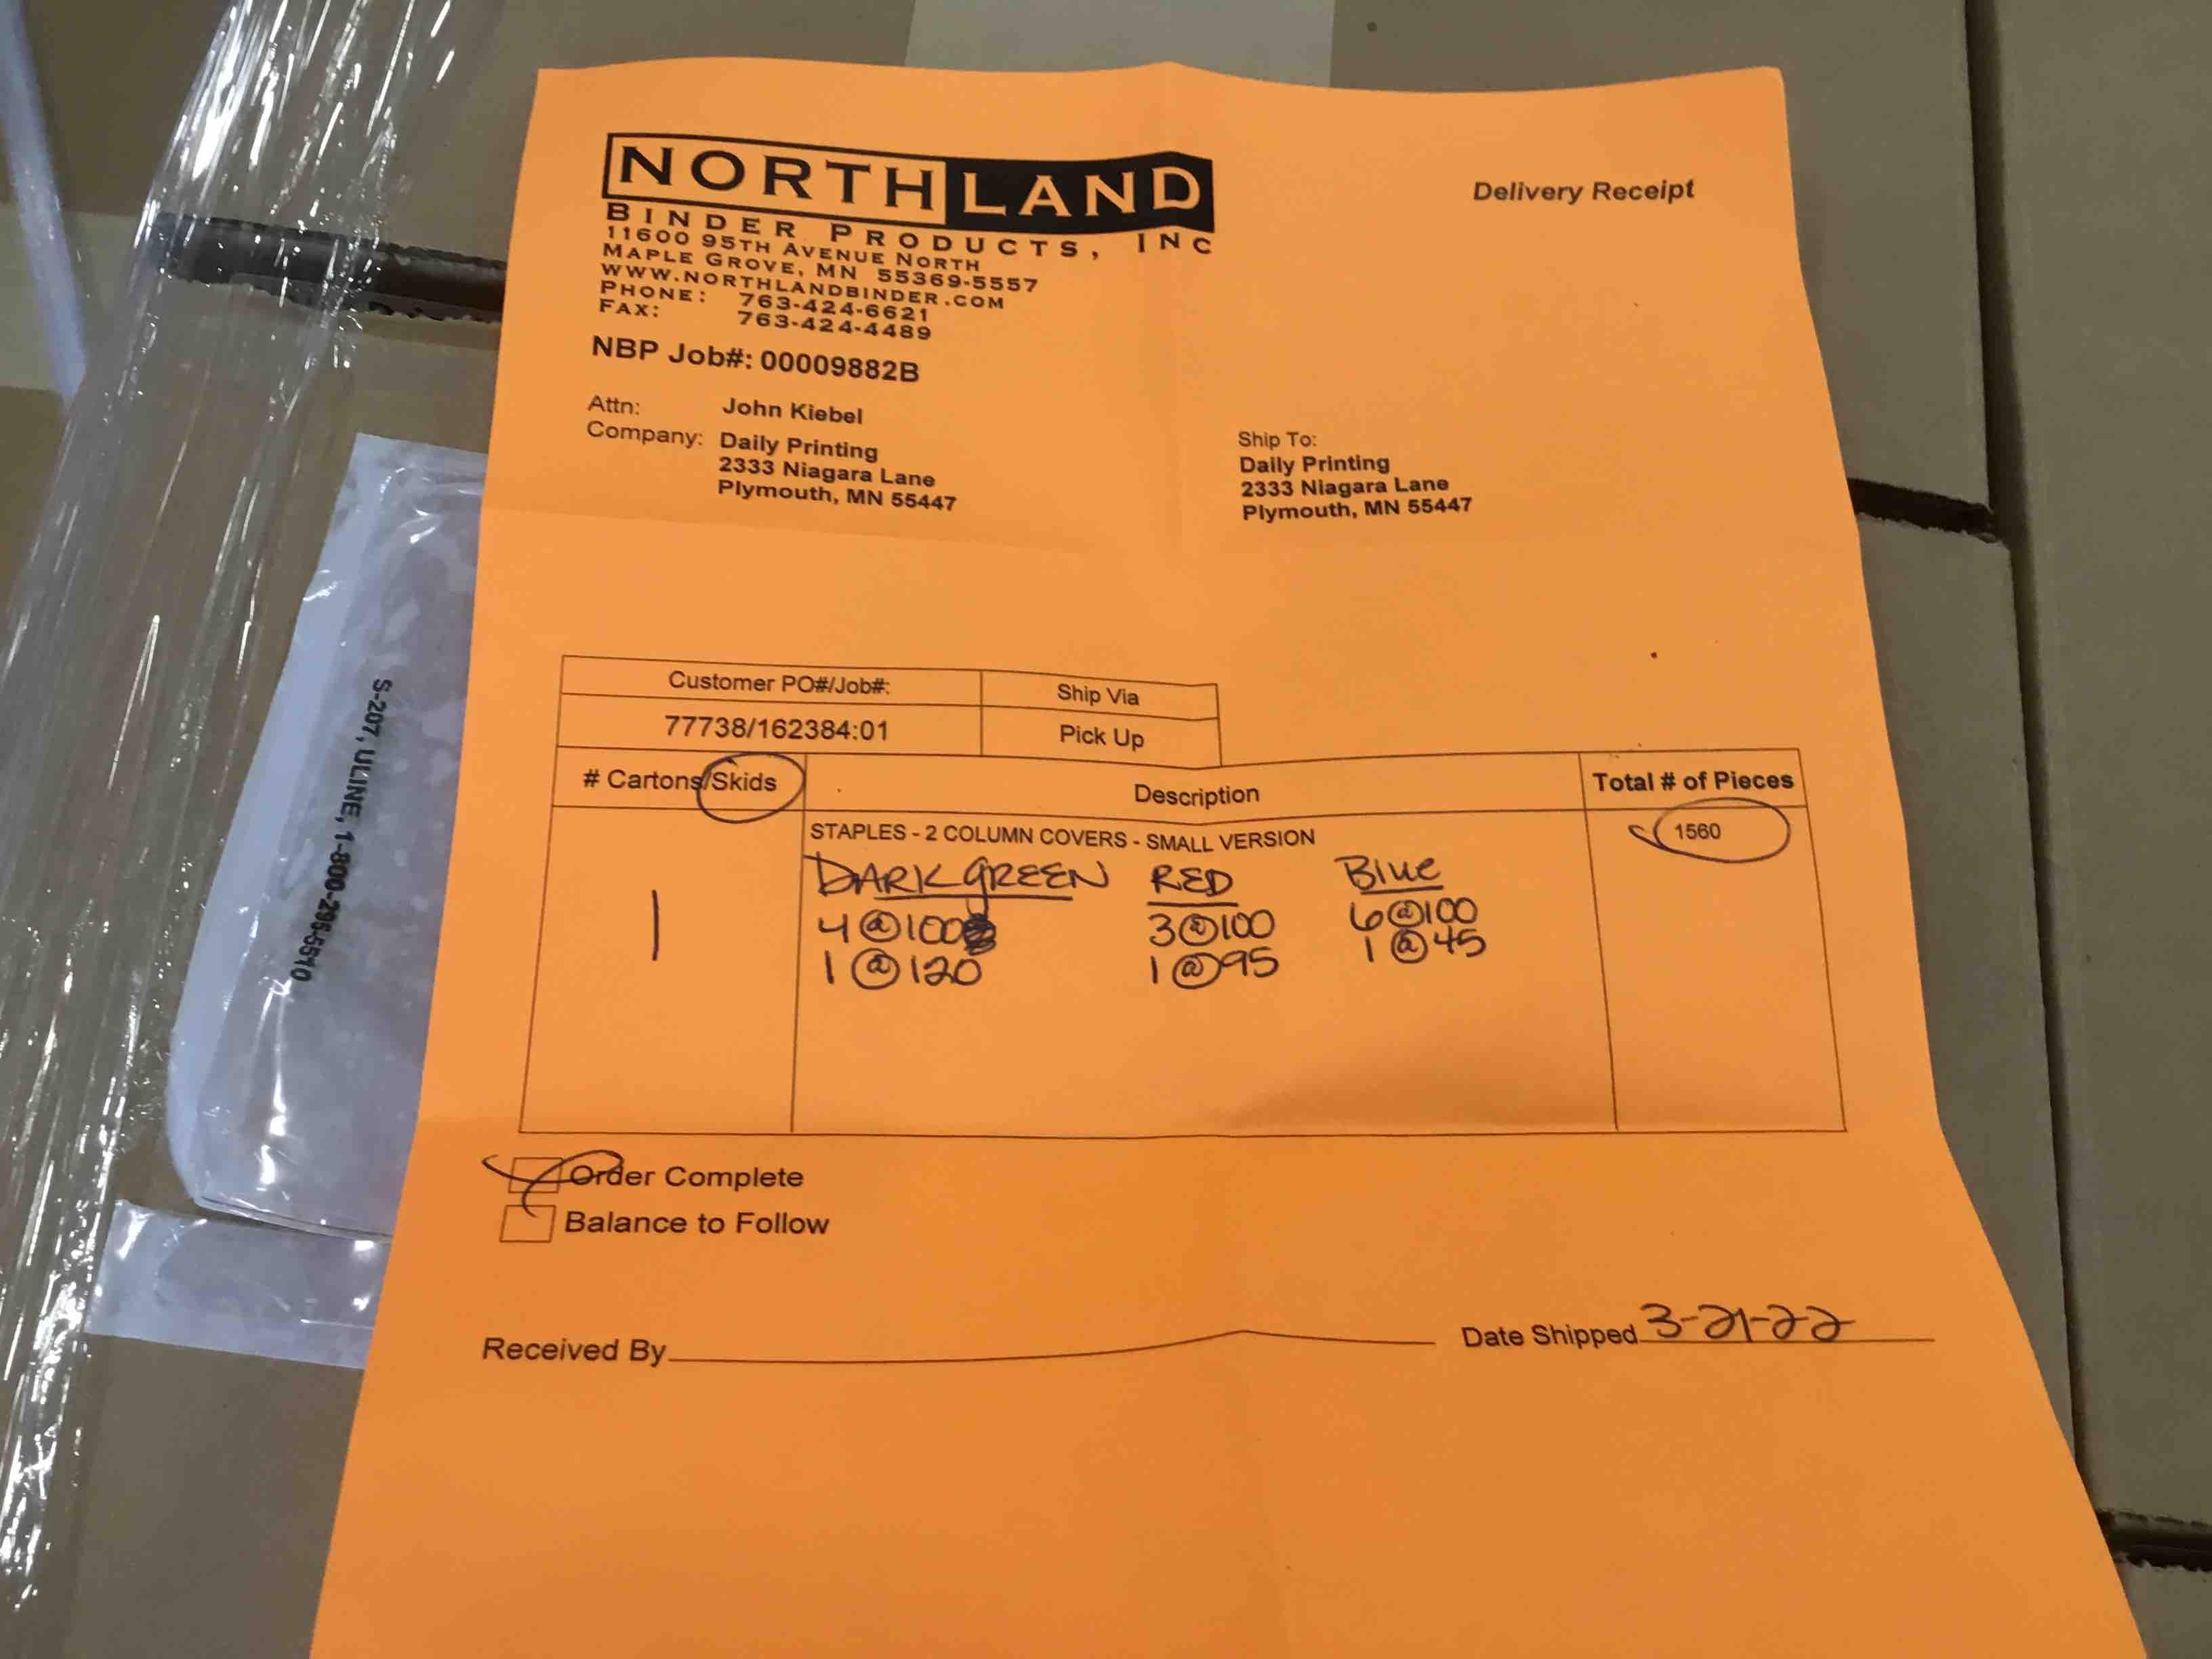 NORTHLAND
BINDER PRODUCTS, INC
11600 95TH AVENUE NORTH
MAPLE GROVE, MN 55369-5557
WWW.NORTHLANDBINDER.COM
PHONE: 763-424-6621
FAX: 763-424-4489
Delivery Receipt
NBP Job#: 00009882B
Attn: John Kiebel
Company: Daily Printing
2333 Niagara Lane
Plymouth, MN 55447
Ship To:
Daily Printing
2333 Niagara Lane
Plymouth, MN 55447
Customer PO#/Job#: Ship Via
77738/162384:01 Pick Up
# Cartons/Skids Description Total # of Pieces
STAPLES - 2 COLUMN COVERS - SMALL VERSION 1560
DARK GREEN RED Blue
1 4@100 3@100 6@100
1@120 1@95 1@45
Order Complete
Balance to Follow
Received By Date Shipped 3-21-22
S-207, ULINE, 1-800-295-5510